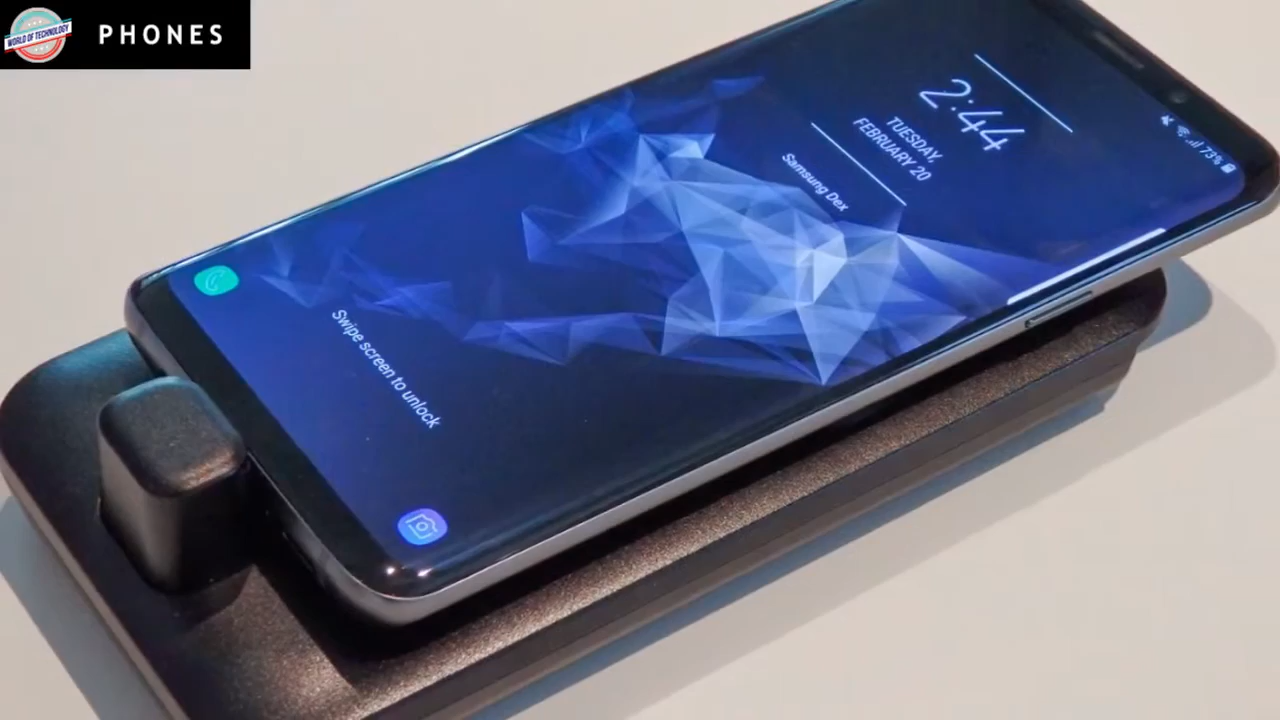 WORLD OF TECHNOLOGY
PHONES
73%
2:44
TUESDAY,
FEBRUARY 20
Samsung Dex
Swipe screen to unlock